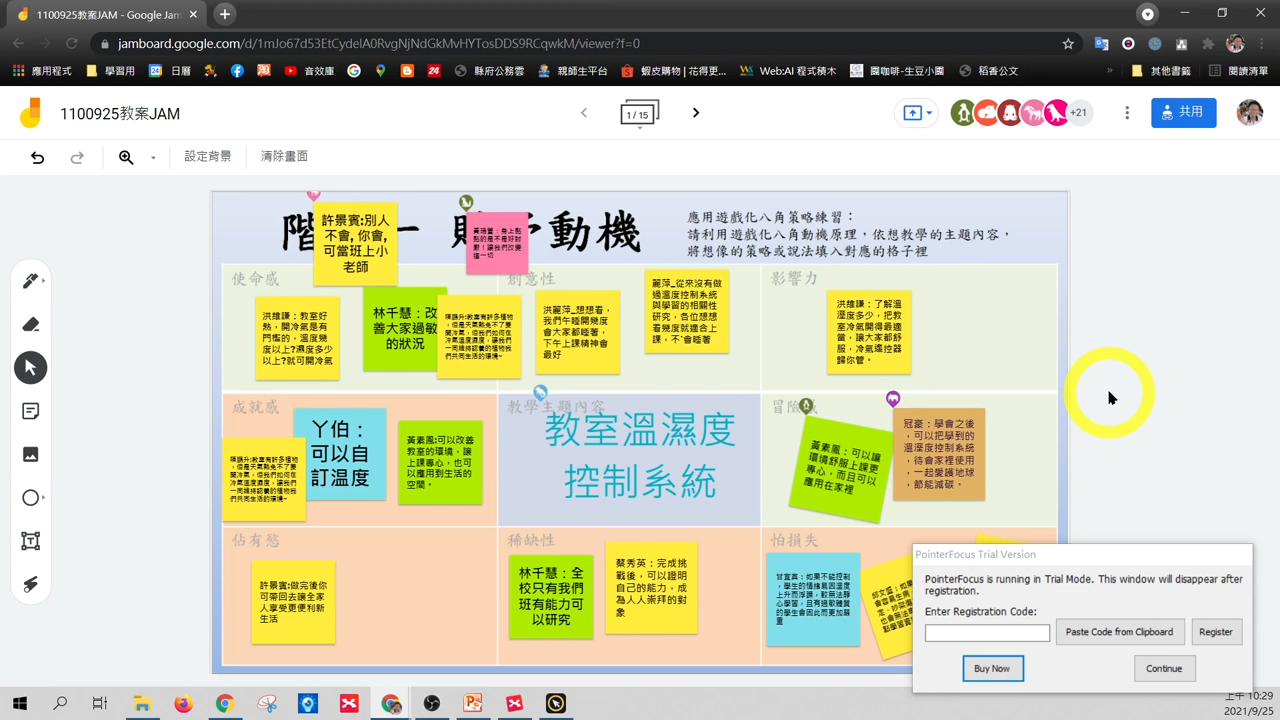 1100925教案JAM - Google Jam
jamboard.google.com/d/1mJo67d53EtCydeIA0RvgNjNdGkMvHYTosDDS9RCqwkM/viewer?f=0
應用程式
學習用
日曆
音效庫
縣府公務雲
親師生平台
蝦皮購物 | 花得更...
Web:AI 程式積木
國咖啡-生豆小圃
稻香公文
»
其他書籤
閱讀清單
1100925教案JAM
1 / 15
+21
共用
設定背景
清除畫面
階
一
動機
應用遊戲化八角策略練習：
請利用遊戲化八角動機原理，依想教學的主題內容，
將想像的策略或說法填入對應的格子裡
許景賓:別人
不會, 你會,
可當班上小
老師
使命感
創意性
影響力
洪維謙：教室好
熱，開冷氣是有
門檻的，溫度幾
度以上?濕度多少
以上?就可開冷氣
林千慧：改
善大家過敏
的狀況
洪麗萍_想想看,
我們午睡開幾度
會大家都睡著,
下午上課精神會
最好
麗萍_從來沒有做
過溫度控制系統
與學習的相關性
研究，各位想想
看幾度就適合上
課，不˙會睡著
洪維謙：了解溫
溼度多少，把教
室冷氣開得最適
當，讓大家都舒
服，冷氣遙控器
歸你管。
成就感
教學主題內容
教室溫濕度
控制系統
ㄚ伯：
可以自
訂溫度
黃素鳳:可以改善
教室的環境，讓
上課專心，也可
以應用到生活的
空間。
黃素鳳：可以讓
環境舒服上課更
專心，而且可以
應用在家裡
冠豪：學會之後
，可以把學到的
溫溼度控制系統
，待會家裡使用
，一起愛護地球
，節能減碳。
佔有慾
稀缺性
怕損失
許景賓:做完後你
可帶回去讓全家
人享受更便利新
生活
林千慧：全
校只有我們
班有能力可
以研究
蔡秀英：完成挑
戰後，可以證明
自己的能力，成
為人人崇拜的對
象
PointerFocus Trial Version
PointerFocus is running in Trial Mode. This window will disappear after
registration.
Enter Registration Code:
Paste Code from Clipboard
Register
Buy Now
Continue
上午 10:29
2021/9/25